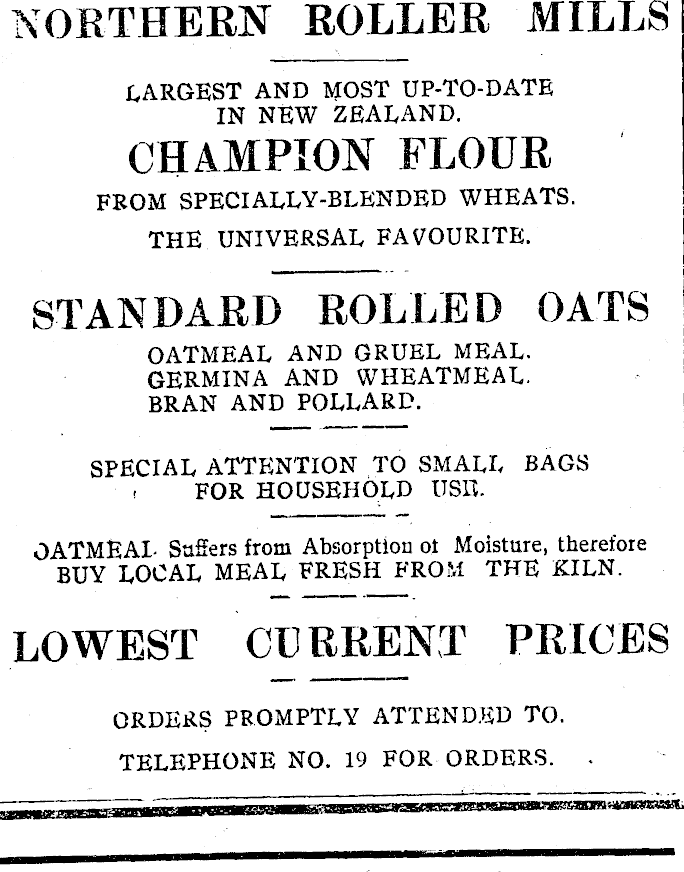 NORTHERN ROLLER MILLS
LARGEST AND MOST UP-TO-DATE
IN NEW ZEALAND.
CHAMPION FLOUR
FROM SPECIALLY-BLENDED WHEATS.
THE UNIVERSAL FAVOURITE.
STANDARD ROLLED OATS
OATMEAL AND GRUEL MEAL.
GERMINA AND WHEATMEAL.
BRAN AND POLLARD.
SPECIAL ATTENTION TO SMALL BAGS
FOR HOUSEHOLD USE.
OATMEAL Suffers from Absorption of Moisture, therefore
BUY LOCAL MEAL FRESH FROM THE KILN.
LOWEST CURRENT PRICES
ORDERS PROMPTLY ATTENDED TO.
TELEPHONE NO. 19 FOR ORDERS.